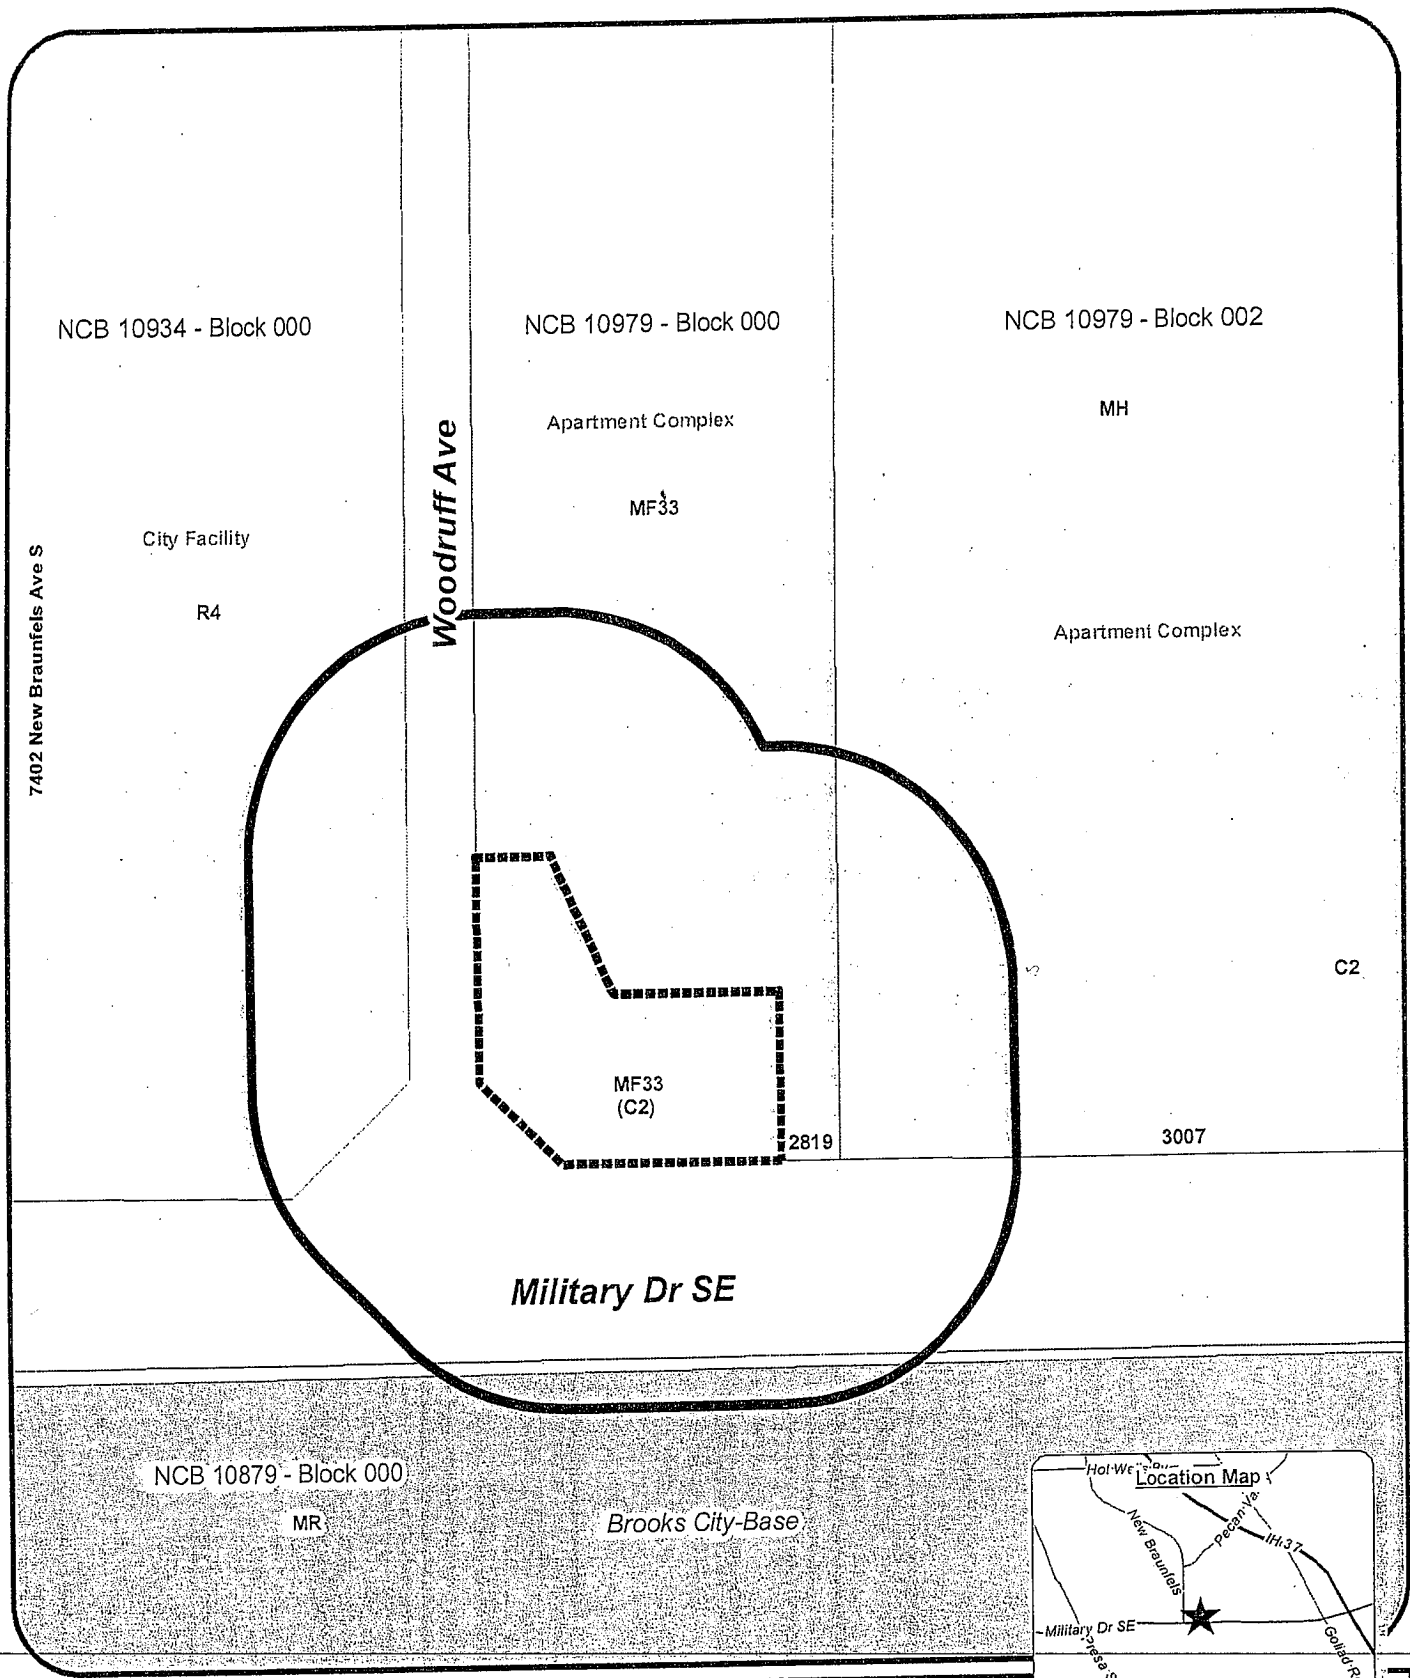 NCB 10934 - Block 000
NCB 10979 - Block 000
NCB 10979 - Block 002
MH
Apartment Complex
MF33
Woodruff Ave
City Facility
R4
7402 New Braunfels Ave S
Apartment Complex
C2
MF33
(C2)
2819
3007
Military Dr SE
NCB 10879 - Block 000
MR
Brooks City-Base
Location Map
New Braunfels
IH 37
Military Dr SE